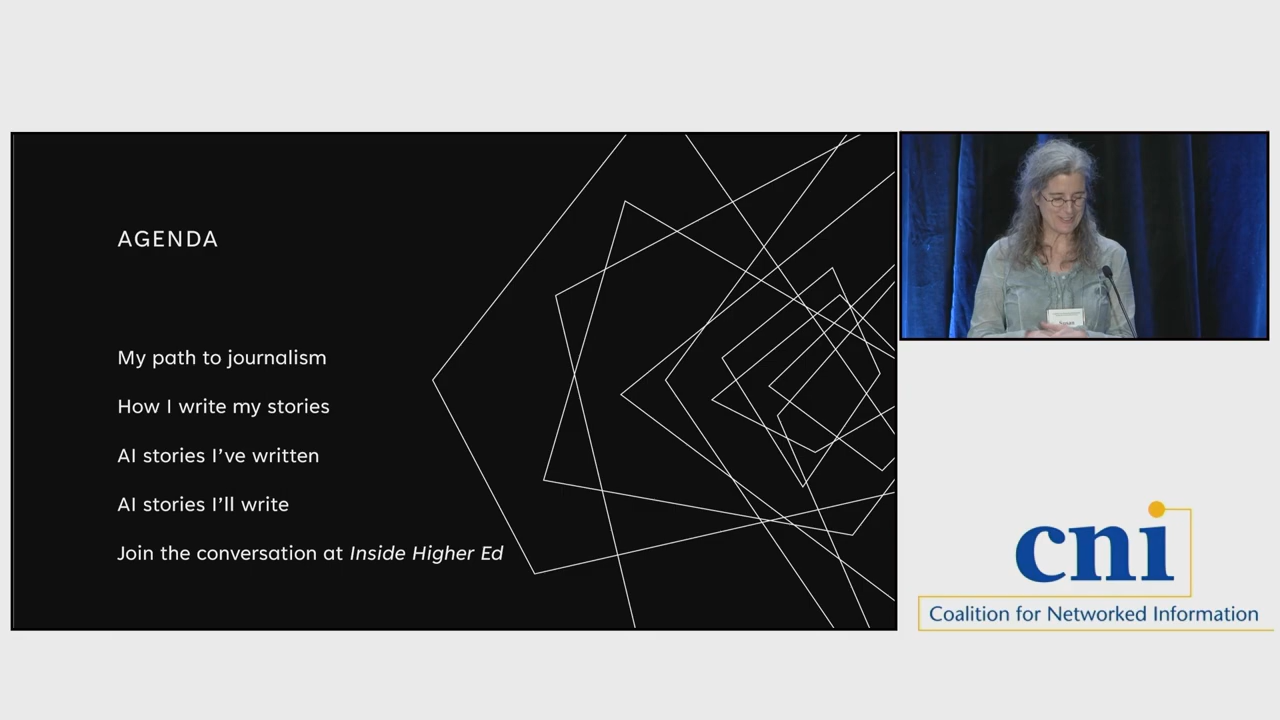 AGENDA
My path to journalism
How I write my stories
AI stories I've written
AI stories I'll write
Join the conversation at Inside Higher Ed
cni
Coalition for Networked Information